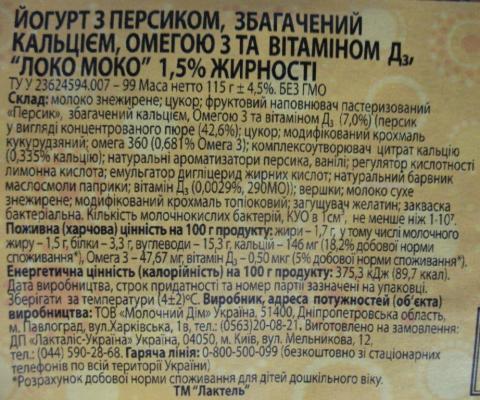 ЙОГУРТ З ПЕРСИКОМ, ЗБАГАЧЕНИЙ
КАЛЬЦІЄМ, ОМЕГОЮ 3 ТА ВІТАМІНОМ Д₃,
"ЛОКО МОКО" 1,5% ЖИРНОСТІ
ТУ У 23624594.007 – 99 Маса нетто 115 г ± 4,5%. БЕЗ ГМО
Склад: молоко знежирене; цукор; фруктовий наповнювач пастеризований
«Персик», збагачений кальцієм, Омегою 3 та вітаміном Д₃ (7,0%) (персик
у вигляді концентрованого пюре (42,6%); цукор; модифікований крохмаль
кукурудзяний; омега 360 (0,681% Омега 3); комплексоутворювач цитрат кальцію
(0,335% кальцію); натуральні ароматизатори персика, ванілі; регулятор кислотності
лимонна кислота; емульгатор дигліцерид жирних кислот; натуральний барвник
маслосмоли паприки; вітамін Д₃ (0,0029%, 290МО)); вершки; молоко сухе
знежирене; модифікований крохмаль топіоковий; загущувач желатин; закваска
бактеріальна. Кількість молочнокислих бактерій, КУО в 1см³, не менше ніж 1·10⁷.
Поживна (харчова) цінність на 100 г продукту: жири – 1,7 г, у тому числі молочного
жиру – 1,5 г; білки – 3,3 г; вуглеводи – 15,3 г; кальцій – 146 мг (18,2% добової норми
споживання*), Омега 3 – 47,67 мг; вітамін Д₃ – 0,50 мкг (5% добової норми споживання*).
Енергетична цінність (калорійність) на 100 г продукту: 375,3 кДж (89,7 ккал).
Дата виробництва, строк придатності та номер партії зазначені на упаковці.
Зберігати за температури (4±2)ºС. Виробник, адреса потужностей (об'єкта)
виробництва: ТОВ «Молочний Дім» Україна, 51400, Дніпропетровська область,
м. Павлоград, вул.Харківська, 1в, тел.: (0563)20-08-21. Виготовлено на замовлення:
ДП «Лакталіс-Україна» Україна, 04050, м. Київ, вул. Мельникова, 12,
тел.: (044) 590-28-68. Гаряча лінія: 0-800-500-099 (безкоштовно зі стаціонарних
телефонів по всій території України)
*Розрахунок добової норми споживання для дітей дошкільного віку.
ТМ "Лактель"